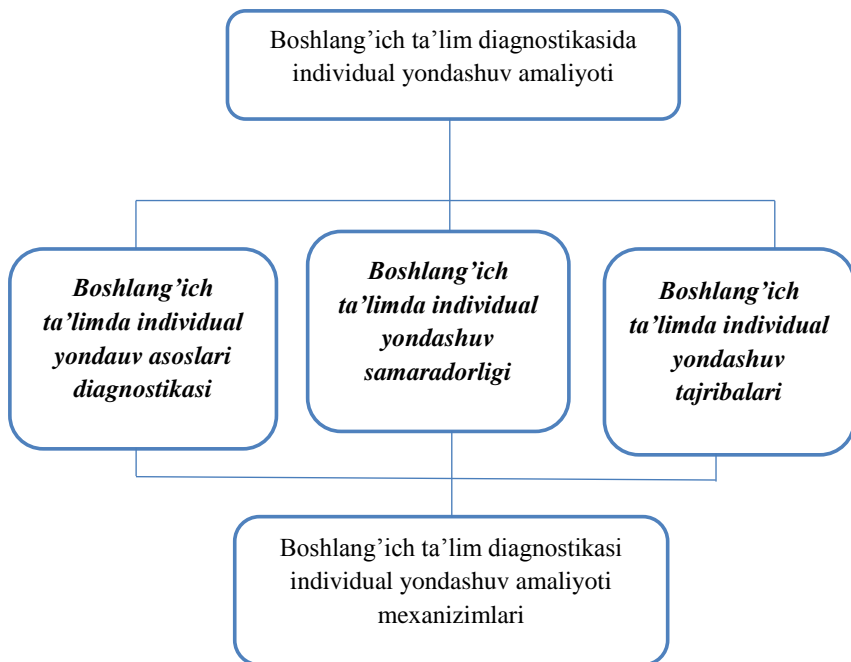 Boshlang'ich ta'lim diagnostikasida
individual yondashuv amaliyoti
Boshlang’ich
ta’limda individual
yondauv asoslari
diagnostikasi
Boshlang’ich
ta’limda individual
yondashuv
samaradorligi
Boshlang’ich
ta’limda individual
yondashuv
tajribalari
Boshlang’ich ta’lim diagnostikasi
individual yondashuv amaliyoti
mexanizimlari